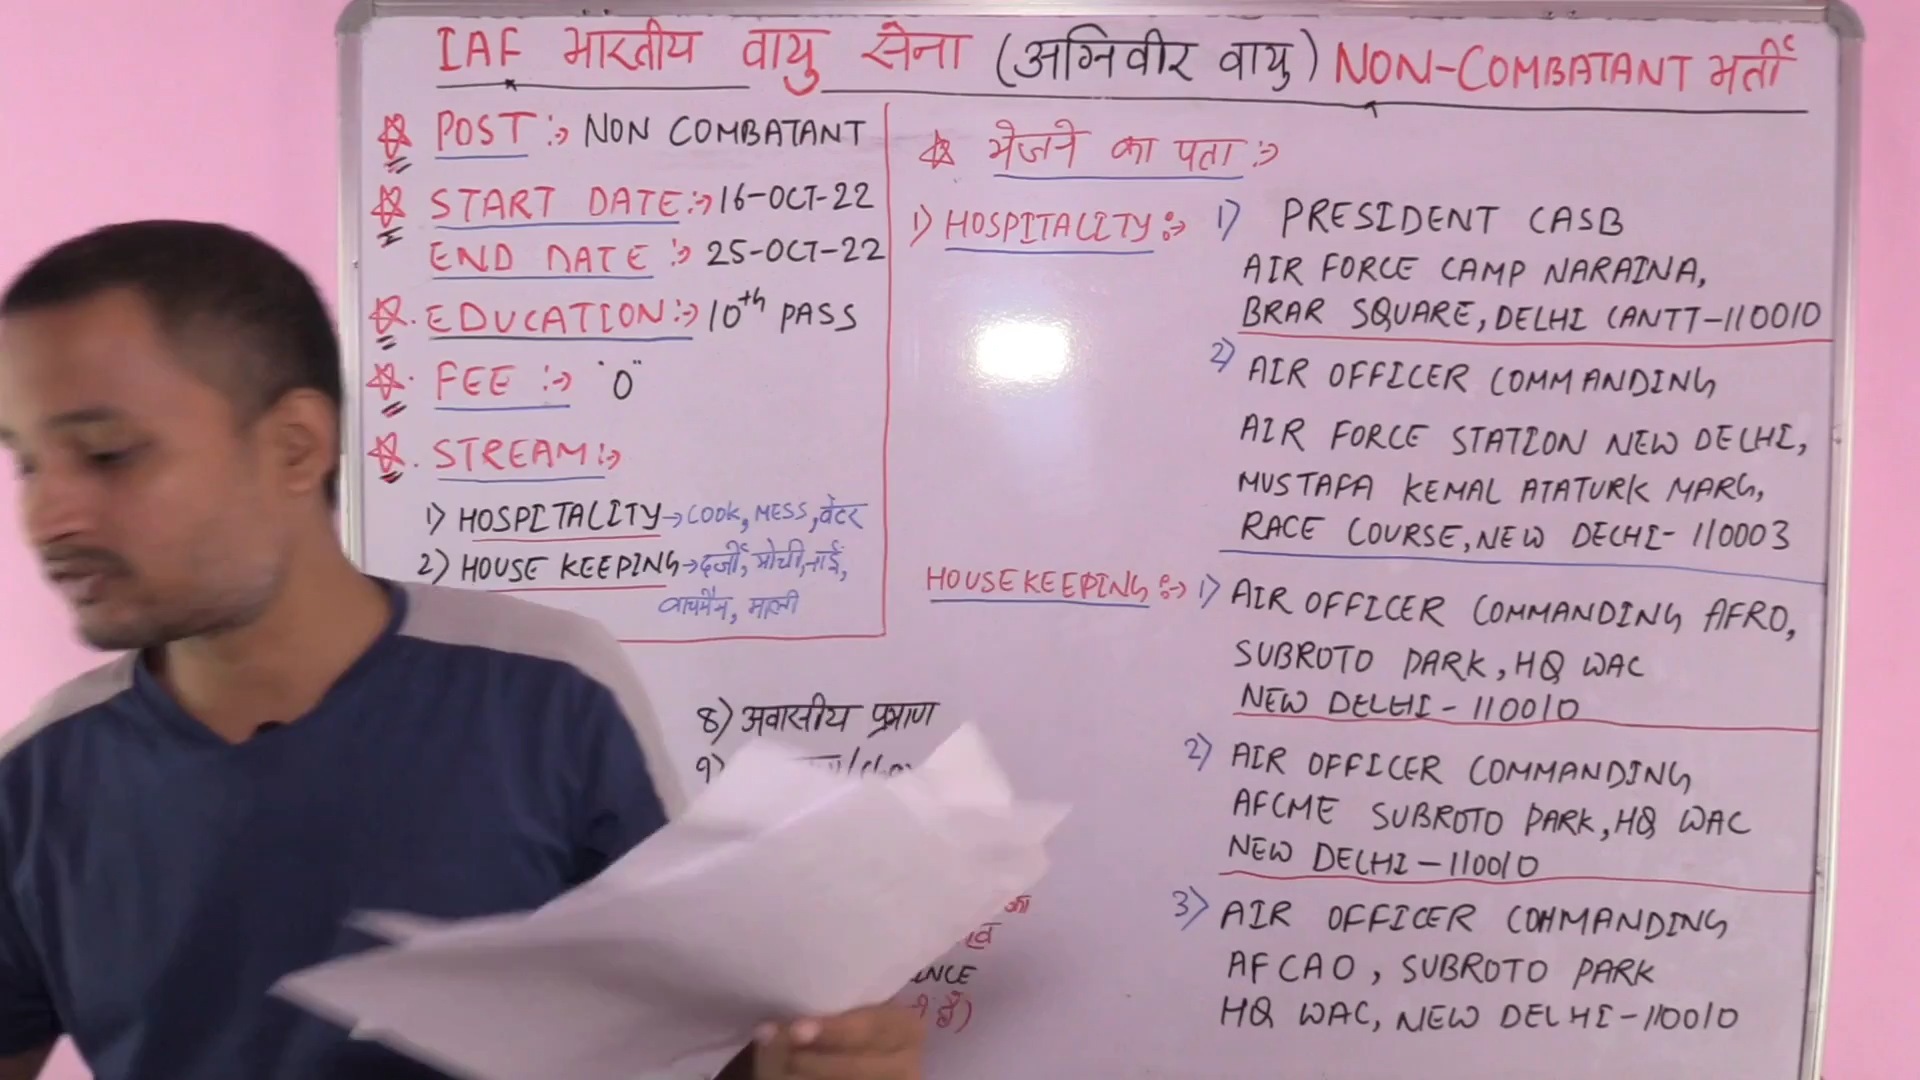 IAF भारतीय वायु सेना (अग्निवीर वायु) NON-COMBATANT भर्ती
POST :→ NON COMBATANT
START DATE :→ 16-OCT-22
END DATE :→ 25-OCT-22
EDUCATION :→ 10th PASS
FEE :→ "0"
STREAM :→
1) HOSPITALITY → COOK, MESS, वेटर
2) HOUSE KEEPING → दर्जी, मोची, नाई,
वाचमैन, माली
8) अवासीय प्रमाण
9)
का
ANCE
है)
भेजने का पता :→
1) HOSPITALITY :→ 1) PRESIDENT CASB
AIR FORCE CAMP NARAINA,
BRAR SQUARE, DELHI CANTT-110010
2) AIR OFFICER COMMANDING
AIR FORCE STATION NEW DELHI,
MUSTAFA KEMAL ATATURK MARG,
RACE COURSE, NEW DELHI- 110003
HOUSEKEEPING :→ 1) AIR OFFICER COMMANDING AFRO,
SUBROTO PARK, HQ WAC
NEW DELHI - 110010
2) AIR OFFICER COMMANDING
AFCME SUBROTO PARK, HQ WAC
NEW DELHI - 110010
3) AIR OFFICER COMMANDING
AFCAO, SUBROTO PARK
HQ WAC, NEW DELHI - 110010